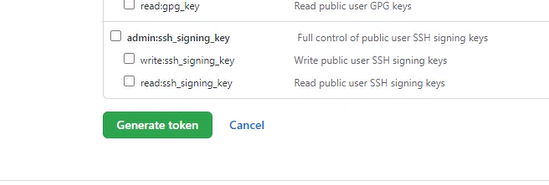 read:gpg_key Read public user GPG keys
admin:ssh_signing_key Full control of public user SSH signing keys
write:ssh_signing_key Write public user SSH signing keys
read:ssh_signing_key Read public user SSH signing keys
Generate token Cancel